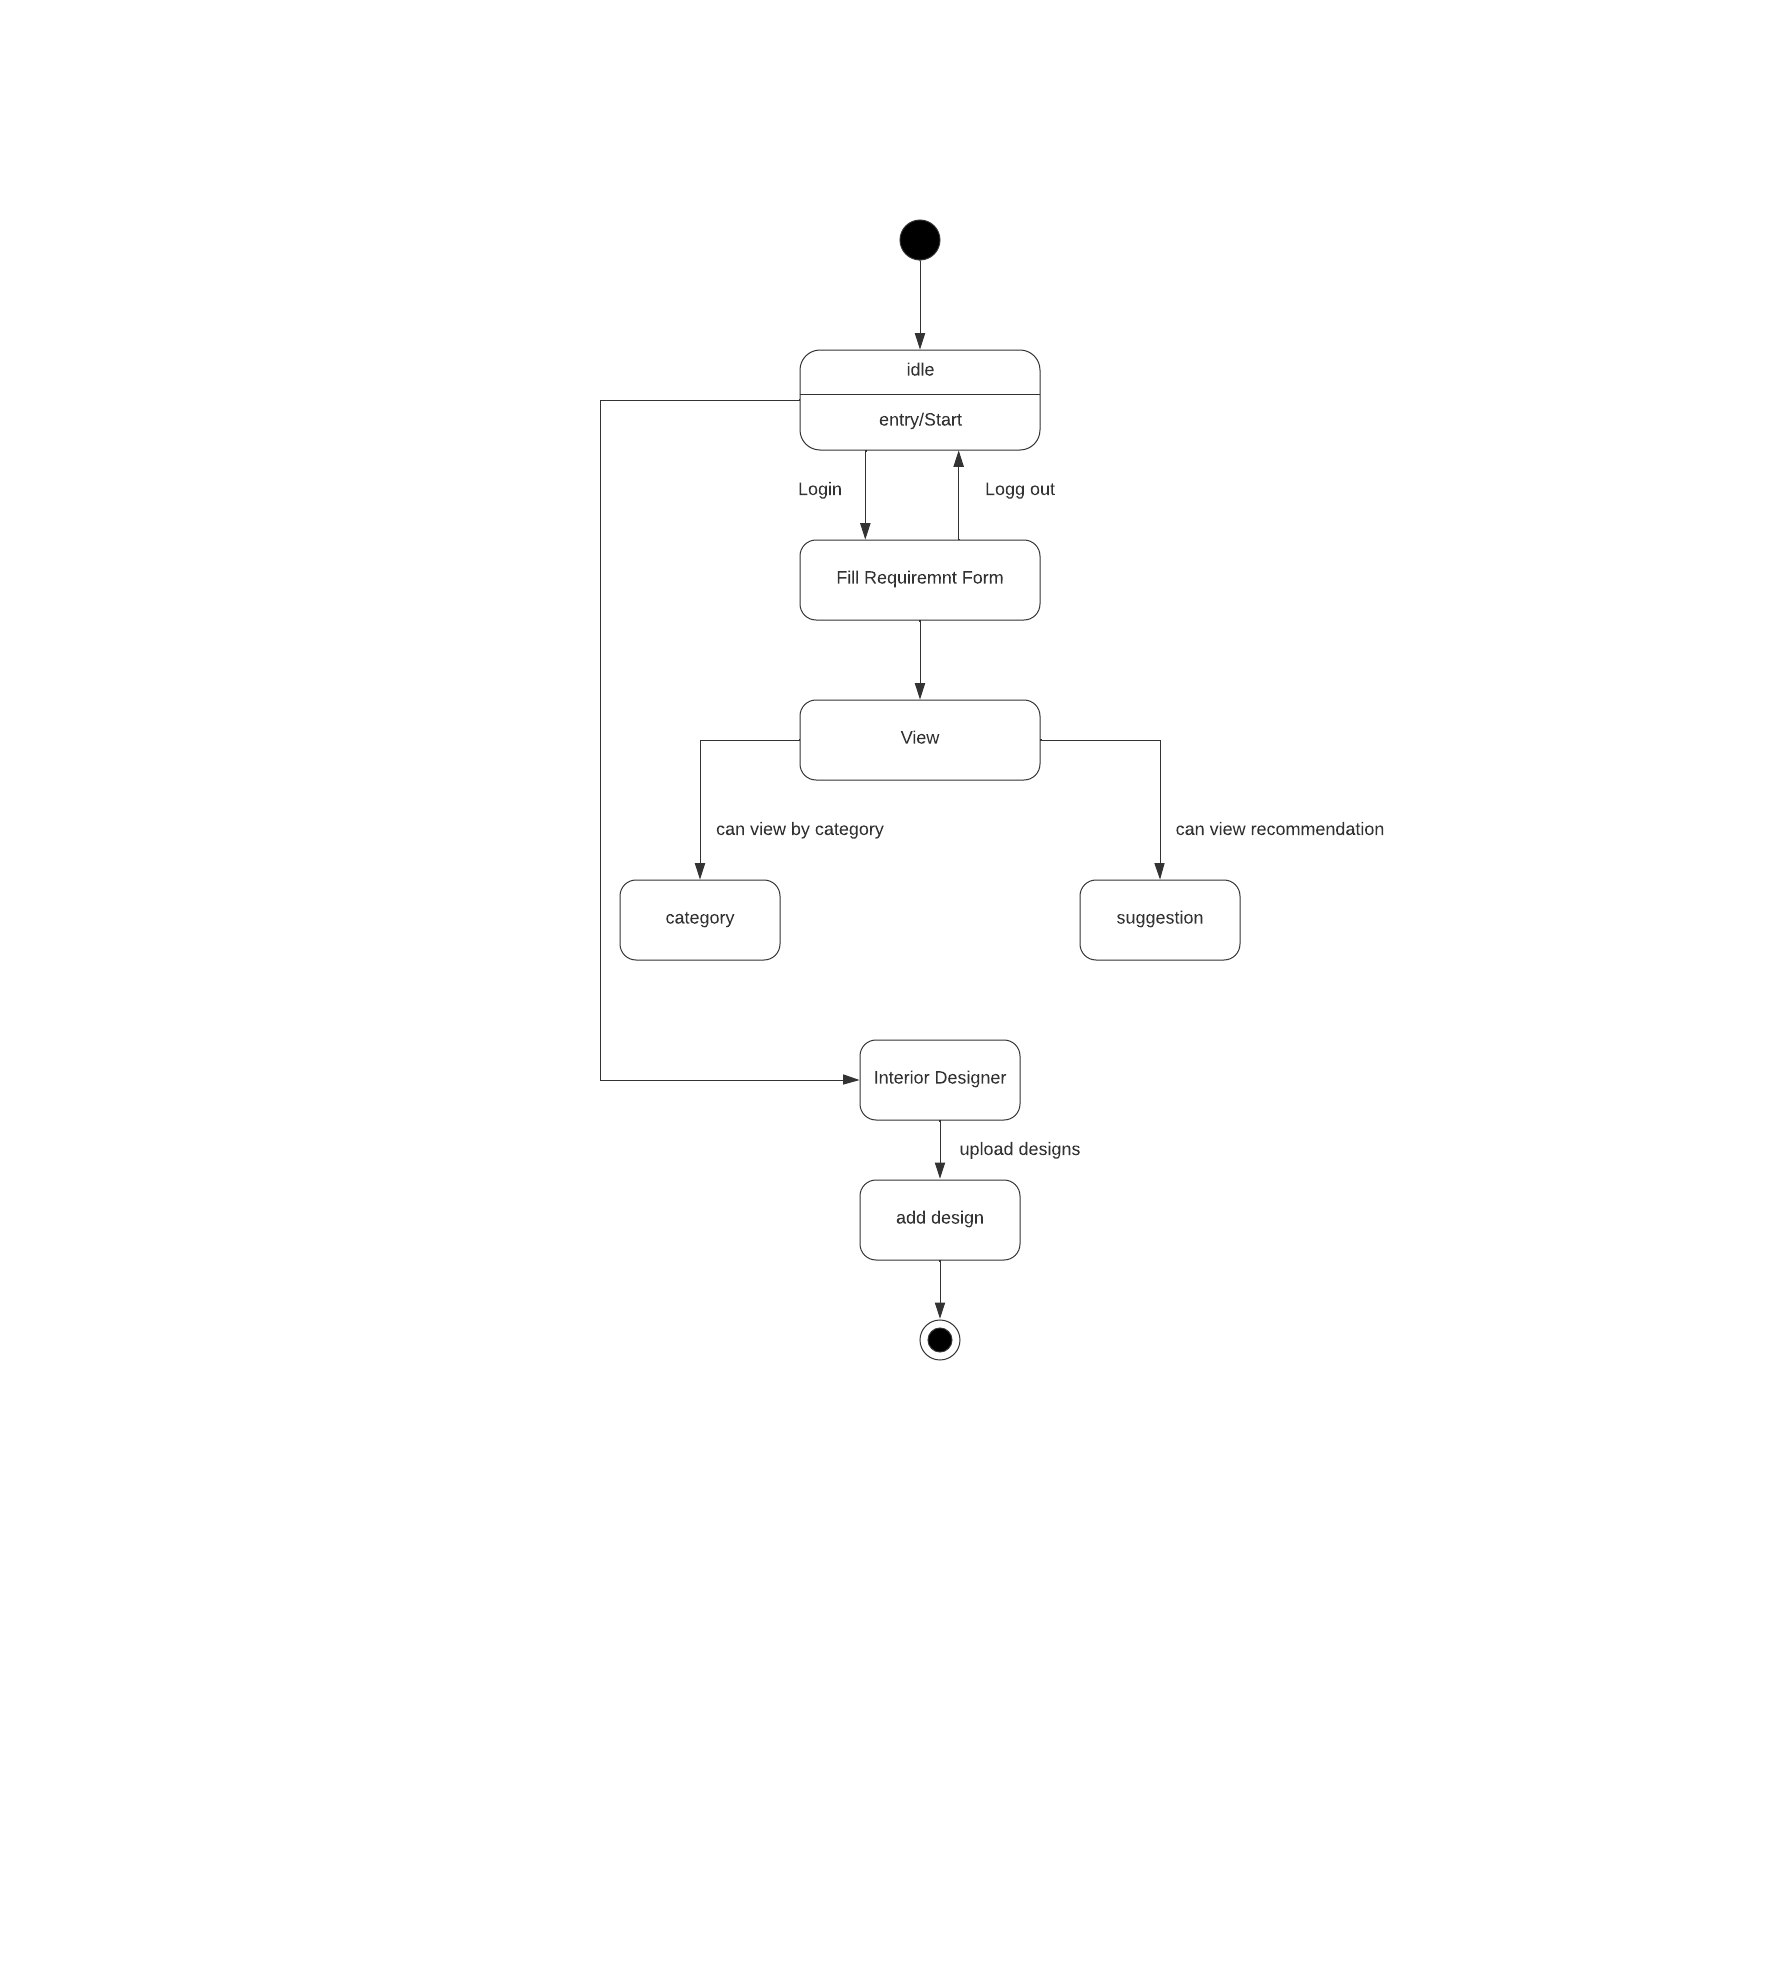 idle
entry/Start
Login
Logg out
Fill Requiremnt Form
View
can view by category
can view recommendation
category
suggestion
Interior Designer
upload designs
add design